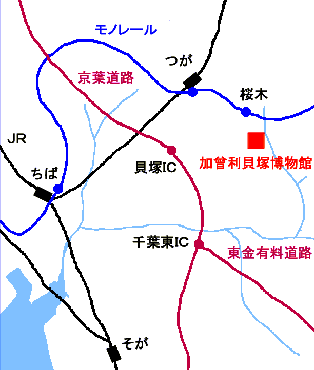 モノレール
つが
京葉道路
桜木
JR
貝塚IC
加曽利貝塚博物館
ちば
千葉東IC
東金有料道路
そが